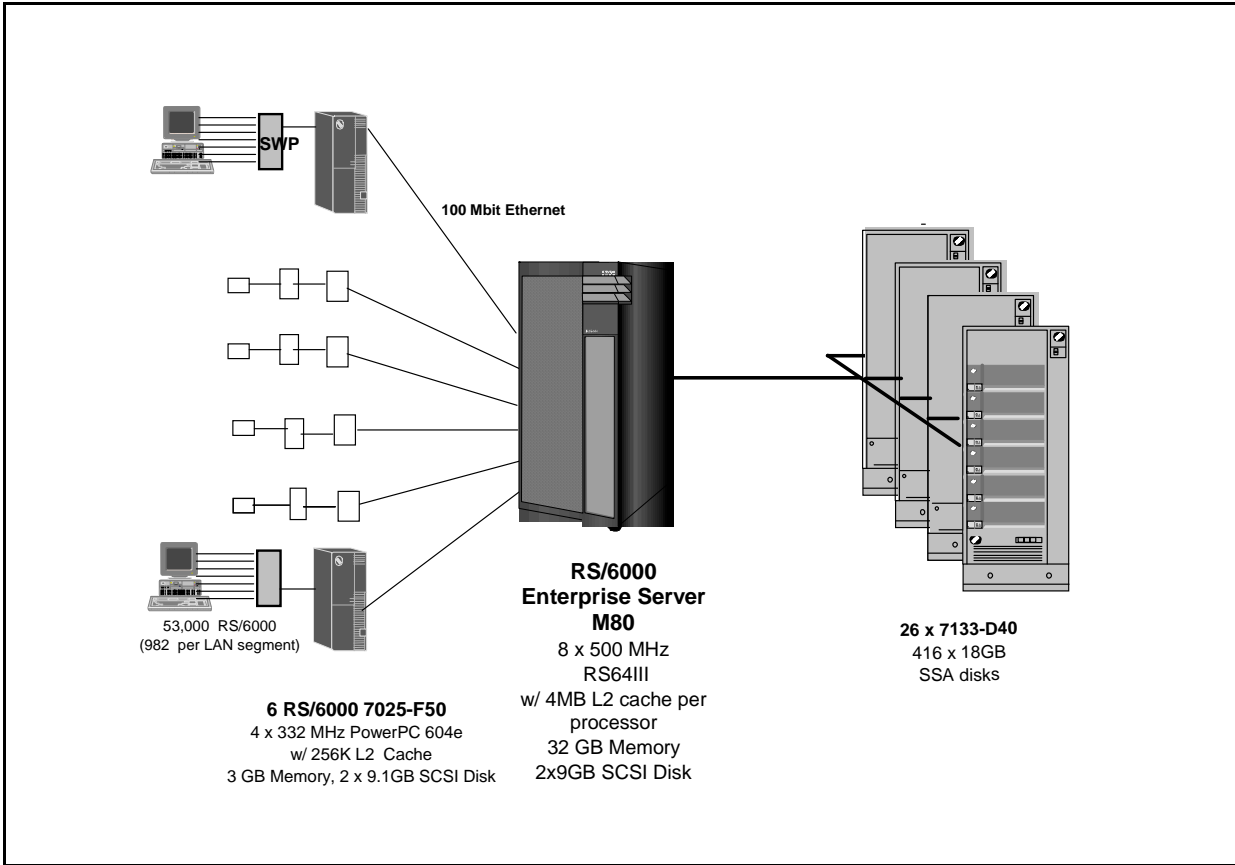 SWP
100 Mbit Ethernet
53,000 RS/6000
(982 per LAN segment)
6 RS/6000 7025-F50
4 x 332 MHz PowerPC 604e
w/ 256K L2 Cache
3 GB Memory, 2 x 9.1GB SCSI Disk
RS/6000
Enterprise Server
M80
8 x 500 MHz
RS64III
w/ 4MB L2 cache per
processor
32 GB Memory
2x9GB SCSI Disk
26 x 7133-D40
416 x 18GB
SSA disks